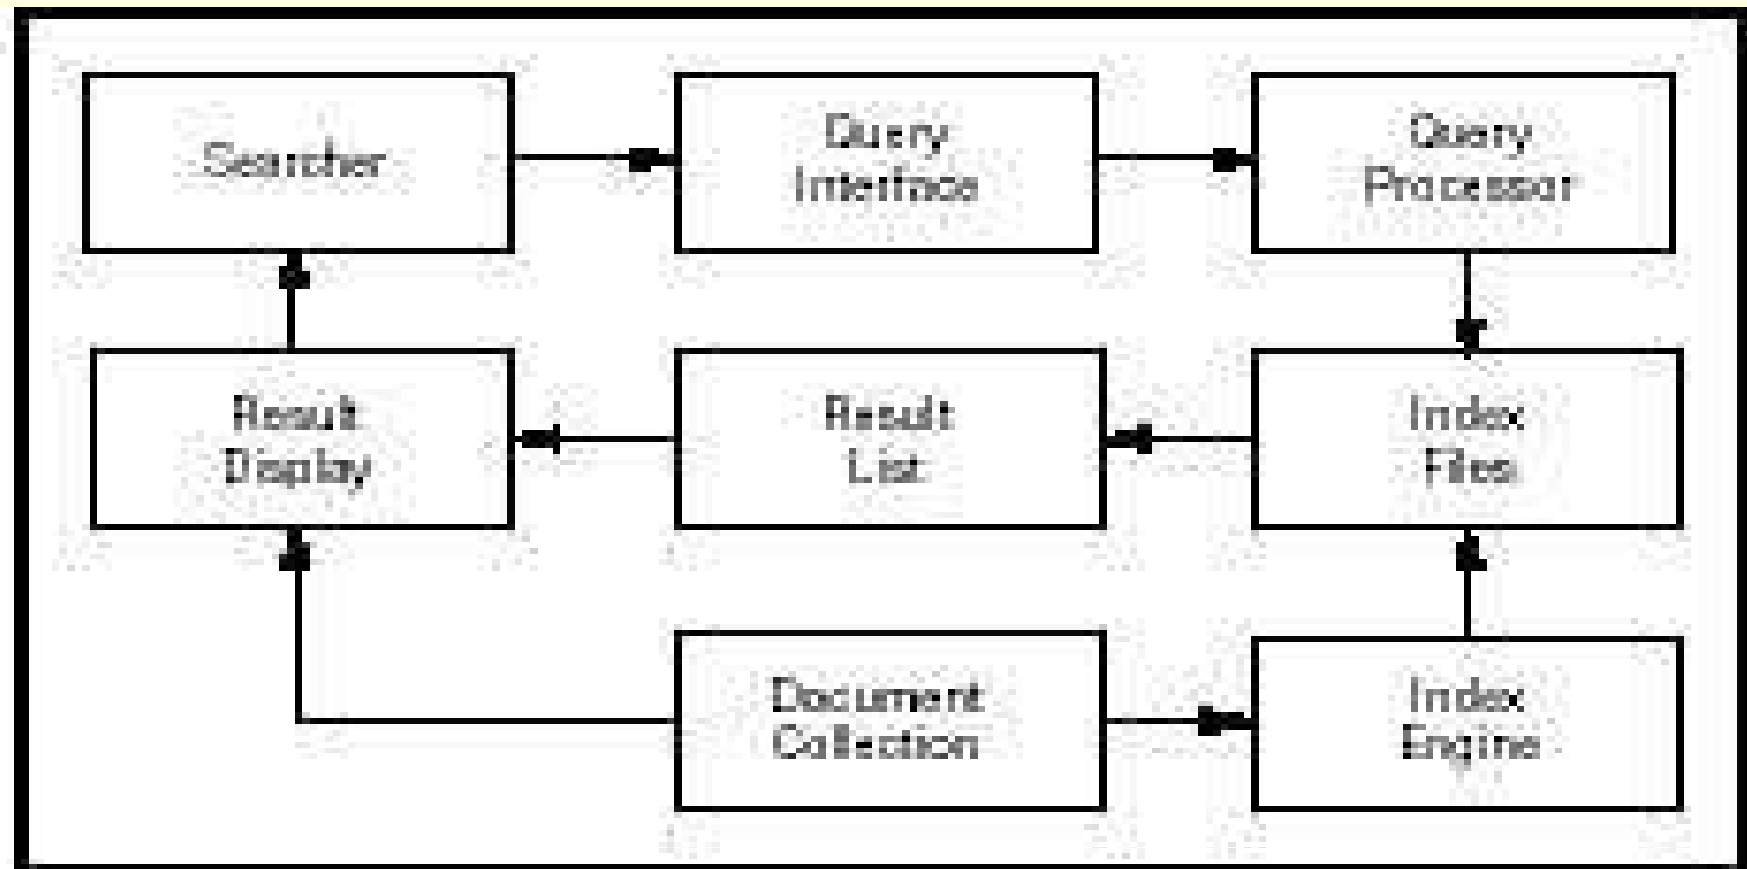 Searcher
Query
Interface
Query
Processor
Result
Display
Result
List
Index
Files
Document
Collection
Index
Engine